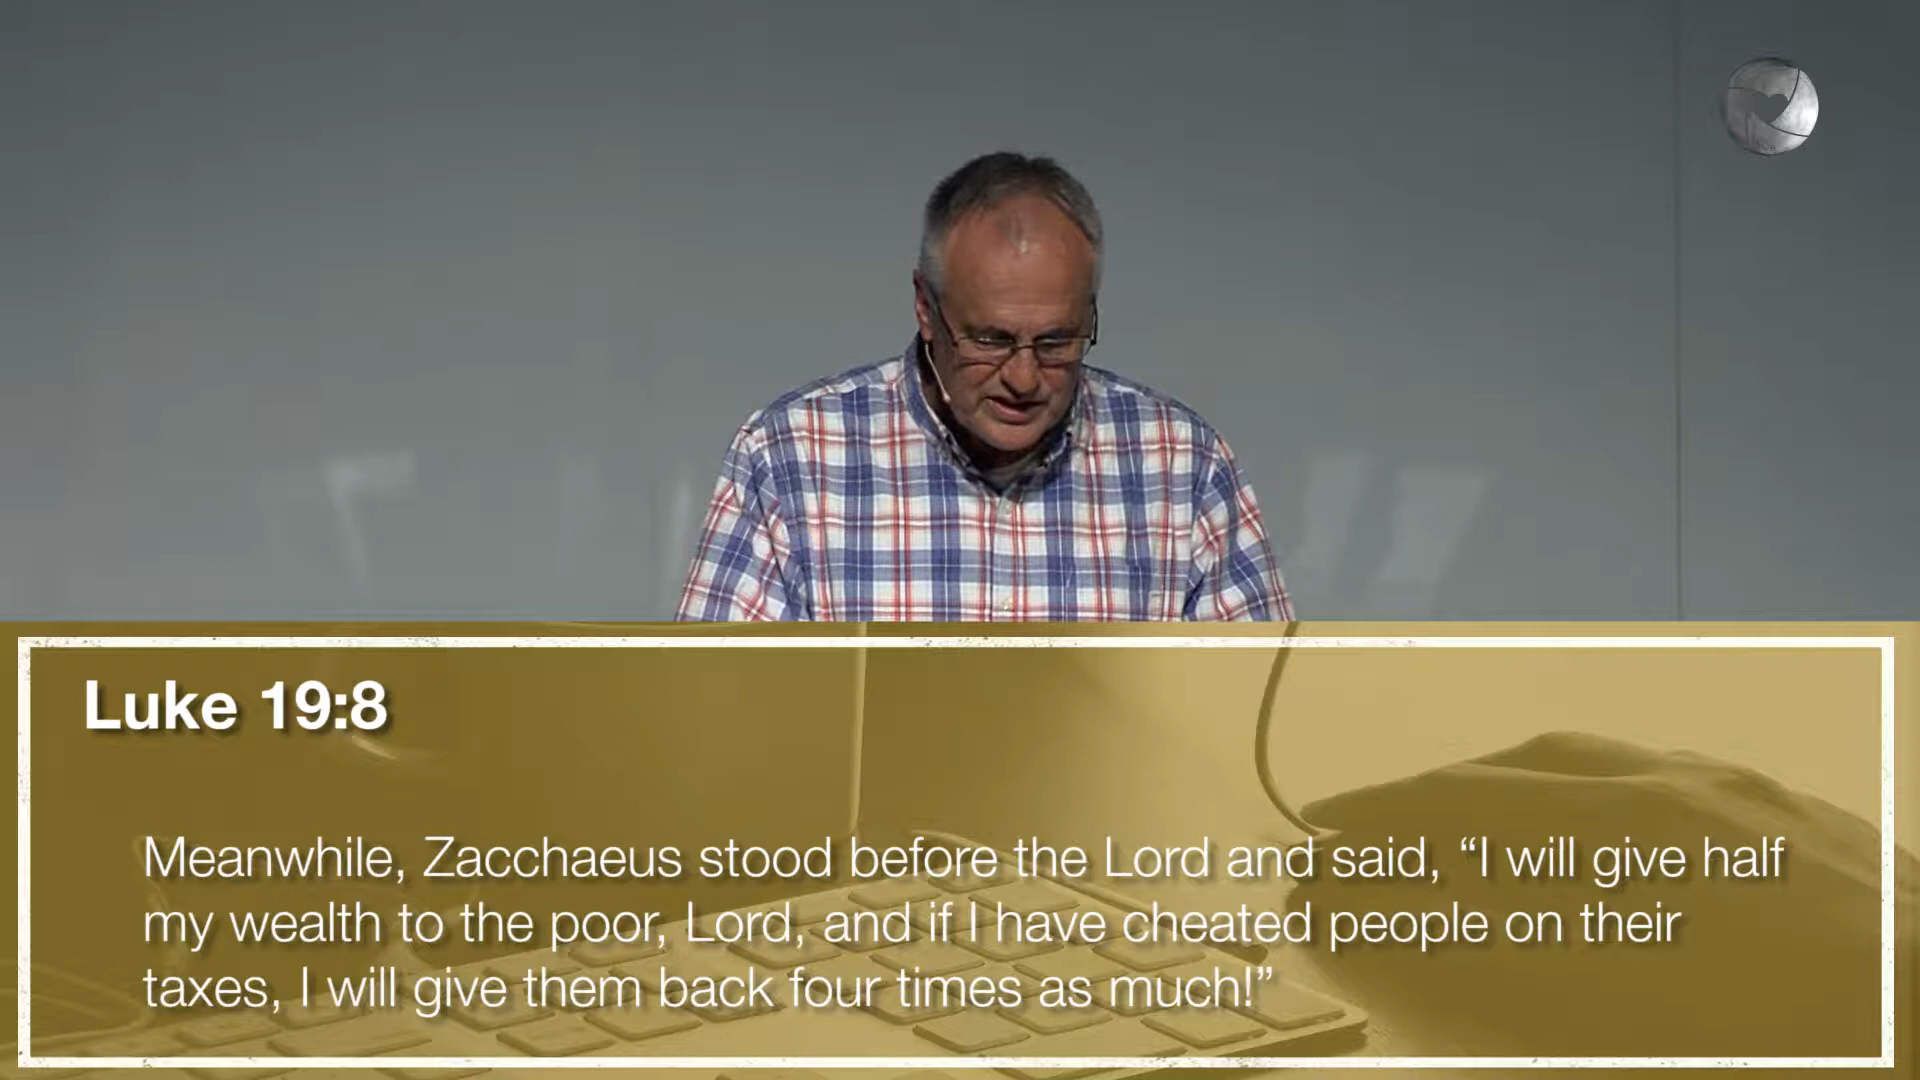 Luke 19:8
Meanwhile, Zacchaeus stood before the Lord and said, “I will give half
my wealth to the poor, Lord, and if I have cheated people on their
taxes, I will give them back four times as much!”